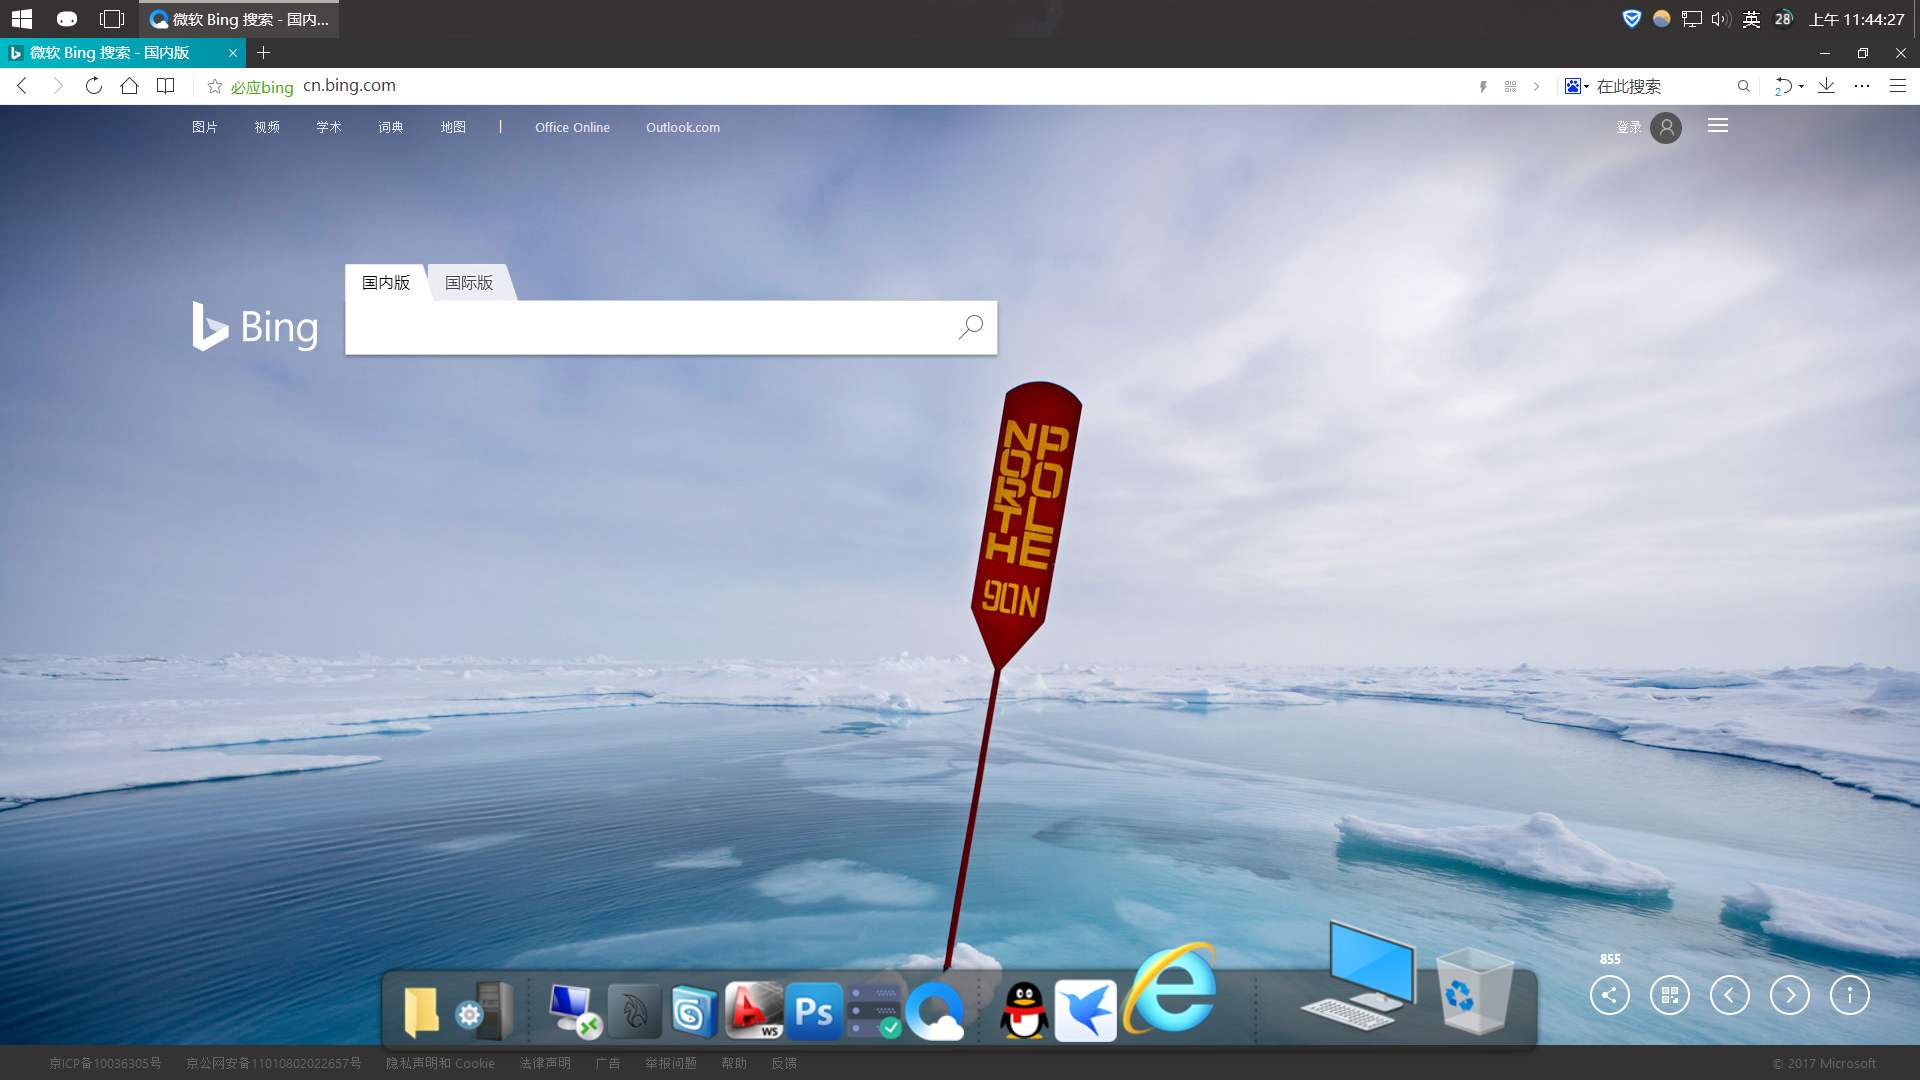 微软 Bing 搜索 - 国内...
英
28
上午 11:44:27
微软 Bing 搜索 - 国内版
必应bing
cn.bing.com
2
在此搜索
图片 视频 学术 词典 地图 | Office Online Outlook.com
登录
国内版 国际版
Bing
NORTH
POLE
90N
WS
Ps
855
京ICP备10036305号 京公网安备11010802022657号 隐私声明和 Cookie 法律声明 广告 举报问题 帮助 反馈
© 2017 Microsoft